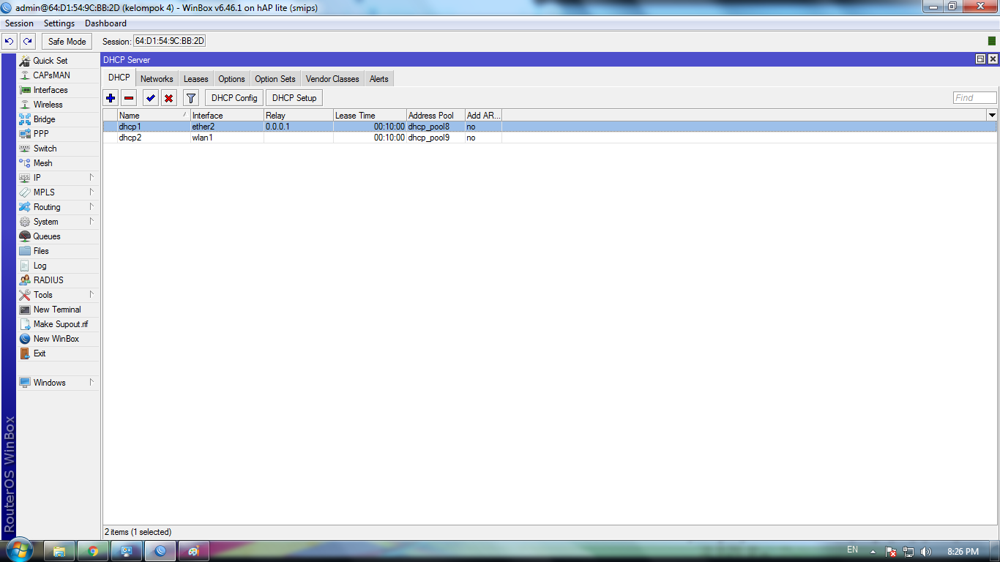 admin@64:D1:54:9C:BB:2D (kelompok 4) - WinBox v6.46.1 on hAP lite (smips)
Session Settings Dashboard
Safe Mode Session: 64:D1:54:9C:BB:2D
Quick Set
CAPsMAN
Interfaces
Wireless
Bridge
PPP
Switch
Mesh
IP
MPLS
Routing
System
Queues
Files
Log
RADIUS
Tools
New Terminal
Make Supout.rif
New WinBox
Exit
Windows
RouterOS WinBox
DHCP Server
DHCP Networks Leases Options Option Sets Vendor Classes Alerts
DHCP Config DHCP Setup Find
Name Interface Relay Lease Time Address Pool Add AR...
dhcp1 ether2 0.0.0.1 00:10:00 dhcp_pool8 no
dhcp2 wlan1 00:10:00 dhcp_pool9 no
2 items (1 selected)
EN 8:26 PM